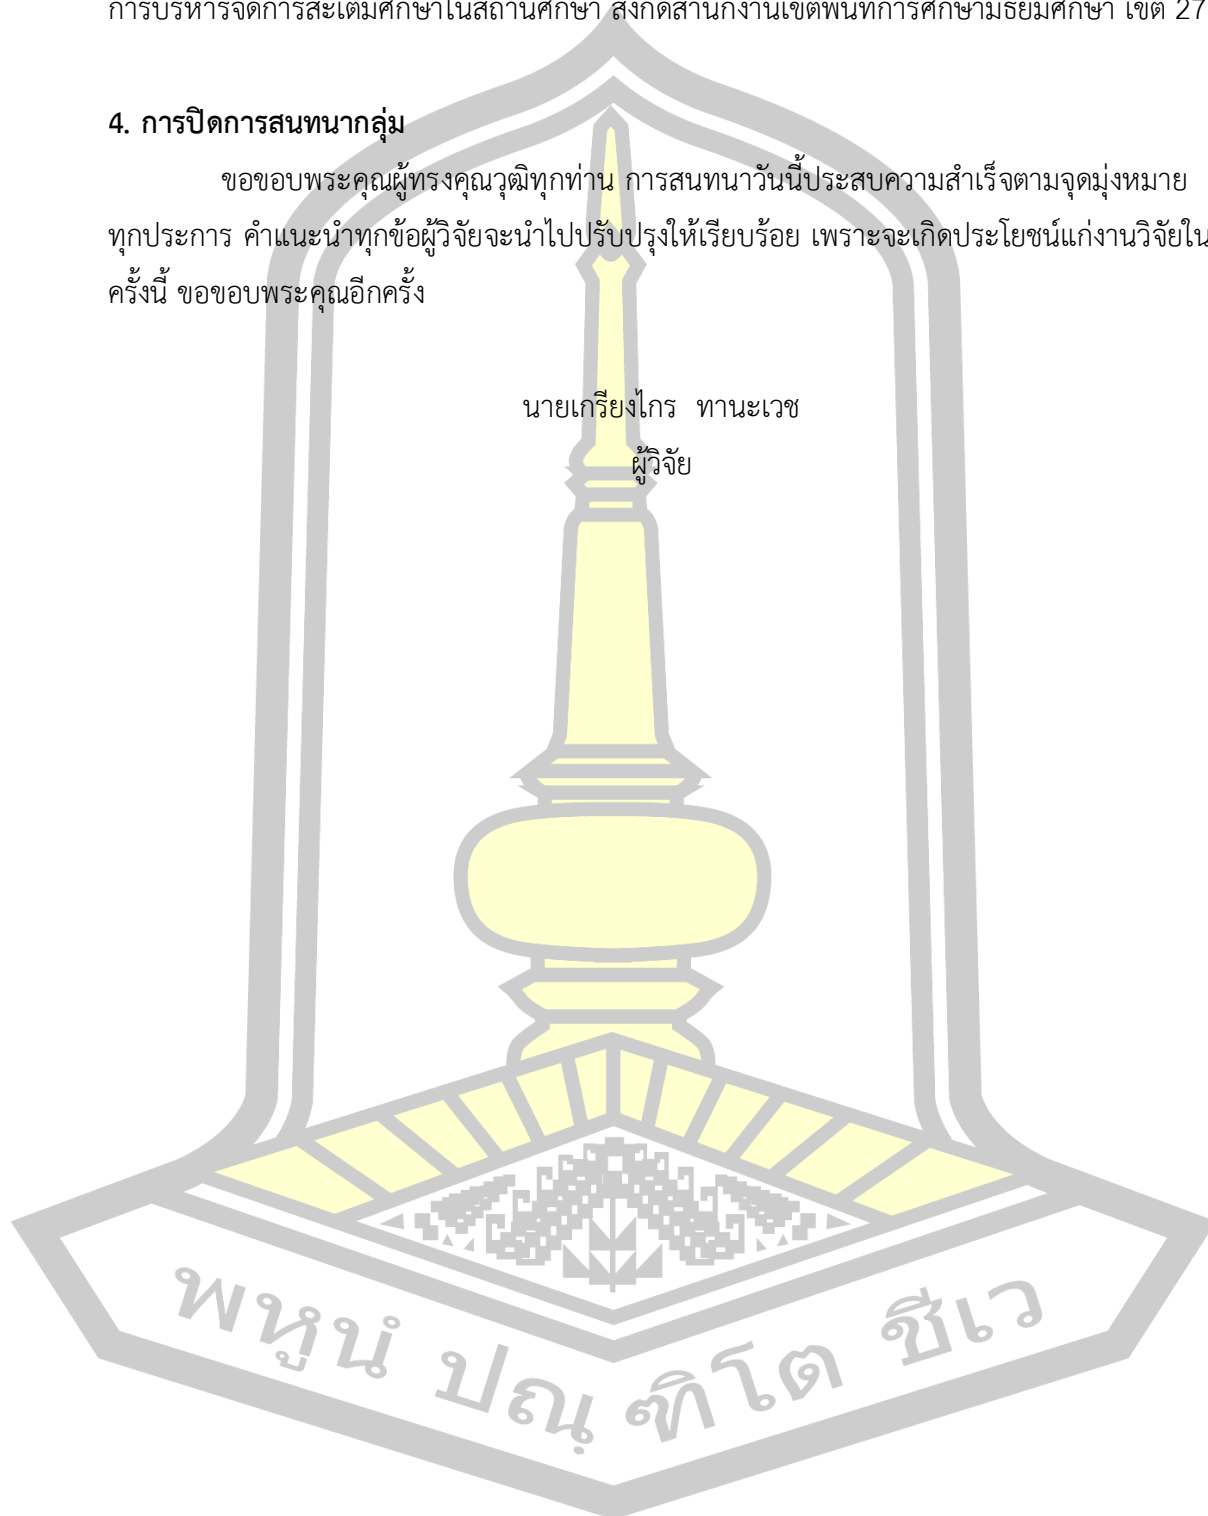 การบริหารจัดการสะเต็มศึกษาในสถานศึกษา สังกัดสำนักงานเขตพื้นที่การศึกษามัธยมศึกษา เขต 27
4. การปิดการสนทนากลุ่ม
ขอขอบพระคุณผู้ทรงคุณวุฒิทุกท่าน การสนทนาวันนี้ประสบความสำเร็จตามจุดมุ่งหมาย
ทุกประการ คำแนะนำทุกข้อผู้วิจัยจะนำไปปรับปรุงให้เรียบร้อย เพราะจะเกิดประโยชน์แก่งานวิจัยใน
ครั้งนี้ ขอขอบพระคุณอีกครั้ง
นายเกรียงไกร ทานะเวช
ผู้วิจัย
พหูนํ ปณฺฑิโต ชีเว